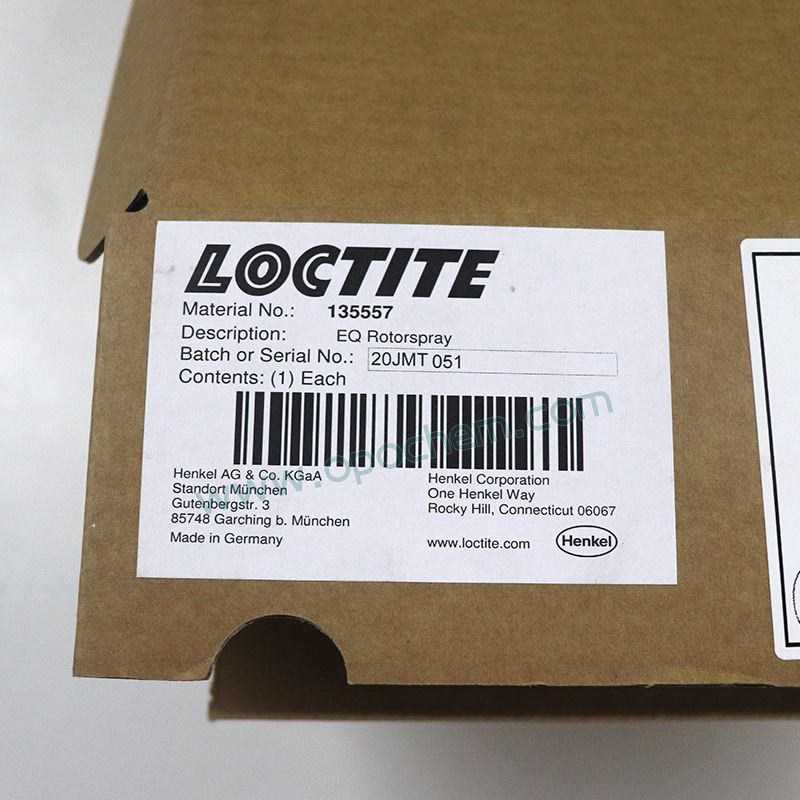 LOCTITE
Material No.: 135557
Description: EQ Rotorspray
Batch or Serial No.: 20JMT 051
Contents: (1) Each
www.opochem.com
Henkel AG & Co. KGaA
Standort München
Gutenbergstr. 3
85748 Garching b. München
Made in Germany
Henkel Corporation
One Henkel Way
Rocky Hill, Connecticut 06067
www.loctite.com
Henkel